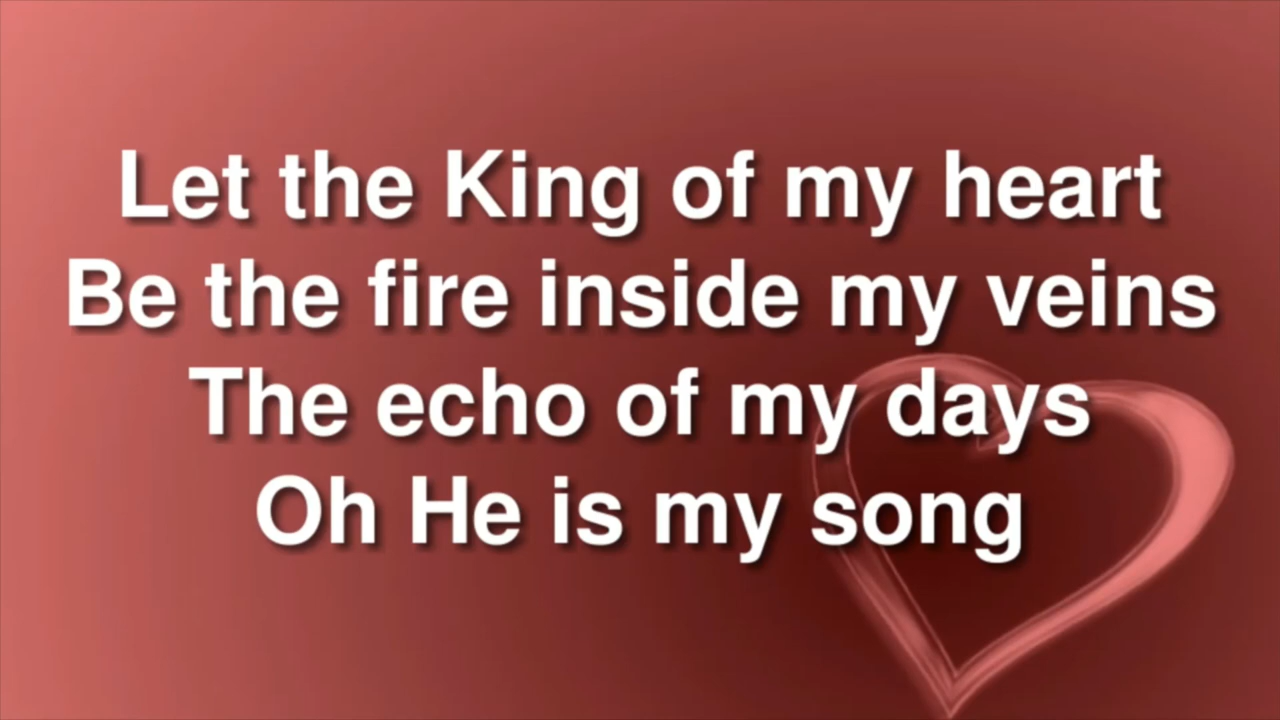 Let the King of my heart
Be the fire inside my veins
The echo of my days
Oh He is my song